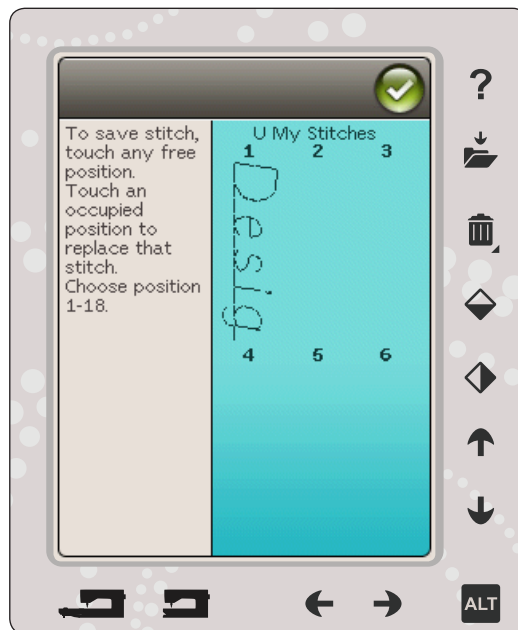 ?
To save stitch,
touch any free
position.
Touch an
occupied
position to
replace that
stitch.
Choose position
1-18.
U My Stitches
1 2 3
Desig
4 5 6
ALT